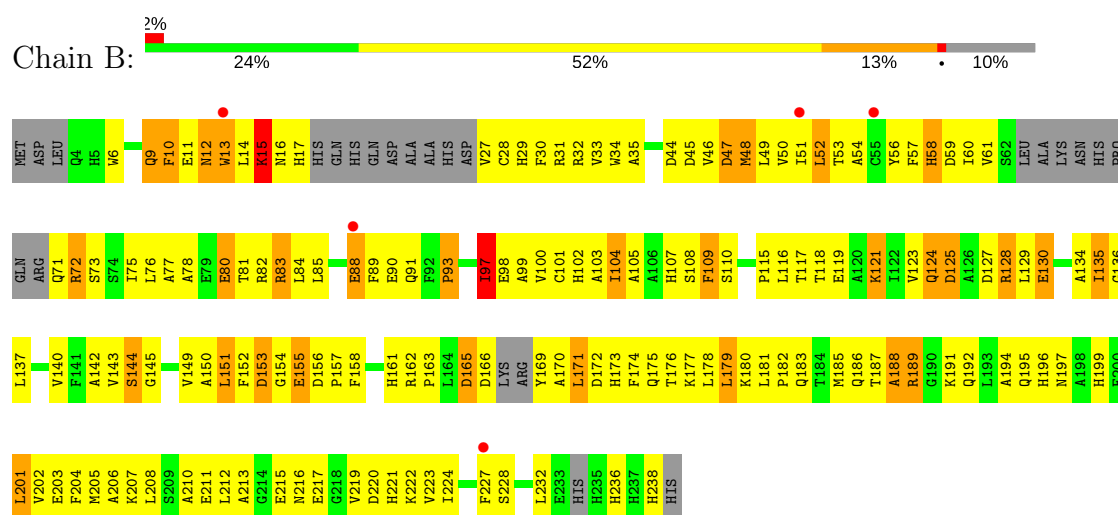 2%
Chain B:
24% 52% 13% • 10%
MET ASP LEU Q4 H5 W6 Q9 F10 E11 N12 W13 L14 K15 N16 H17 HIS GLN HIS GLN ASP ALA ALA HIS ASP V27 C28 H29 F30 R31 R32 V33 W34 A35 D44 D45 V46 D47 M48 L49 V50 I51 L52 T53 A54 C55 Y56 F57 H58 D59 I60 V61 S62 LEU ALA LYS ASN HIS PRO
GLN ARG Q71 R72 S73 S74 I75 L76 A77 A78 E79 E80 T81 R82 R83 L84 L85 E88 F89 E90 Q91 F92 P93 I97 E98 A99 V100 C101 H102 A103 I104 A105 A106 H107 S108 F109 S110 P115 L116 T117 T118 E119 A120 K121 I122 V123 Q124 D125 A126 D127 R128 L129 E130 A134 I135 G136
L137 V140 F141 A142 V143 S144 G145 V149 A150 L151 F152 D153 G154 E155 D156 P157 F158 H161 R162 P163 L164 D165 D166 LYS ARG Y169 A170 L171 D172 H173 F174 Q175 T176 K177 L178 L179 K180 L181 P182 Q183 T184 M185 Q186 T187 A188 R189 G190 K191 Q192 L193 A194 Q195 H196 N197 A198 H199 F200
L201 V202 E203 F204 M205 A206 K207 L208 S209 A210 E211 L212 A213 G214 E215 N216 E217 G218 V219 D220 H221 K222 V223 I224 F227 S228 L232 E233 HIS H235 H236 H237 H238 HIS